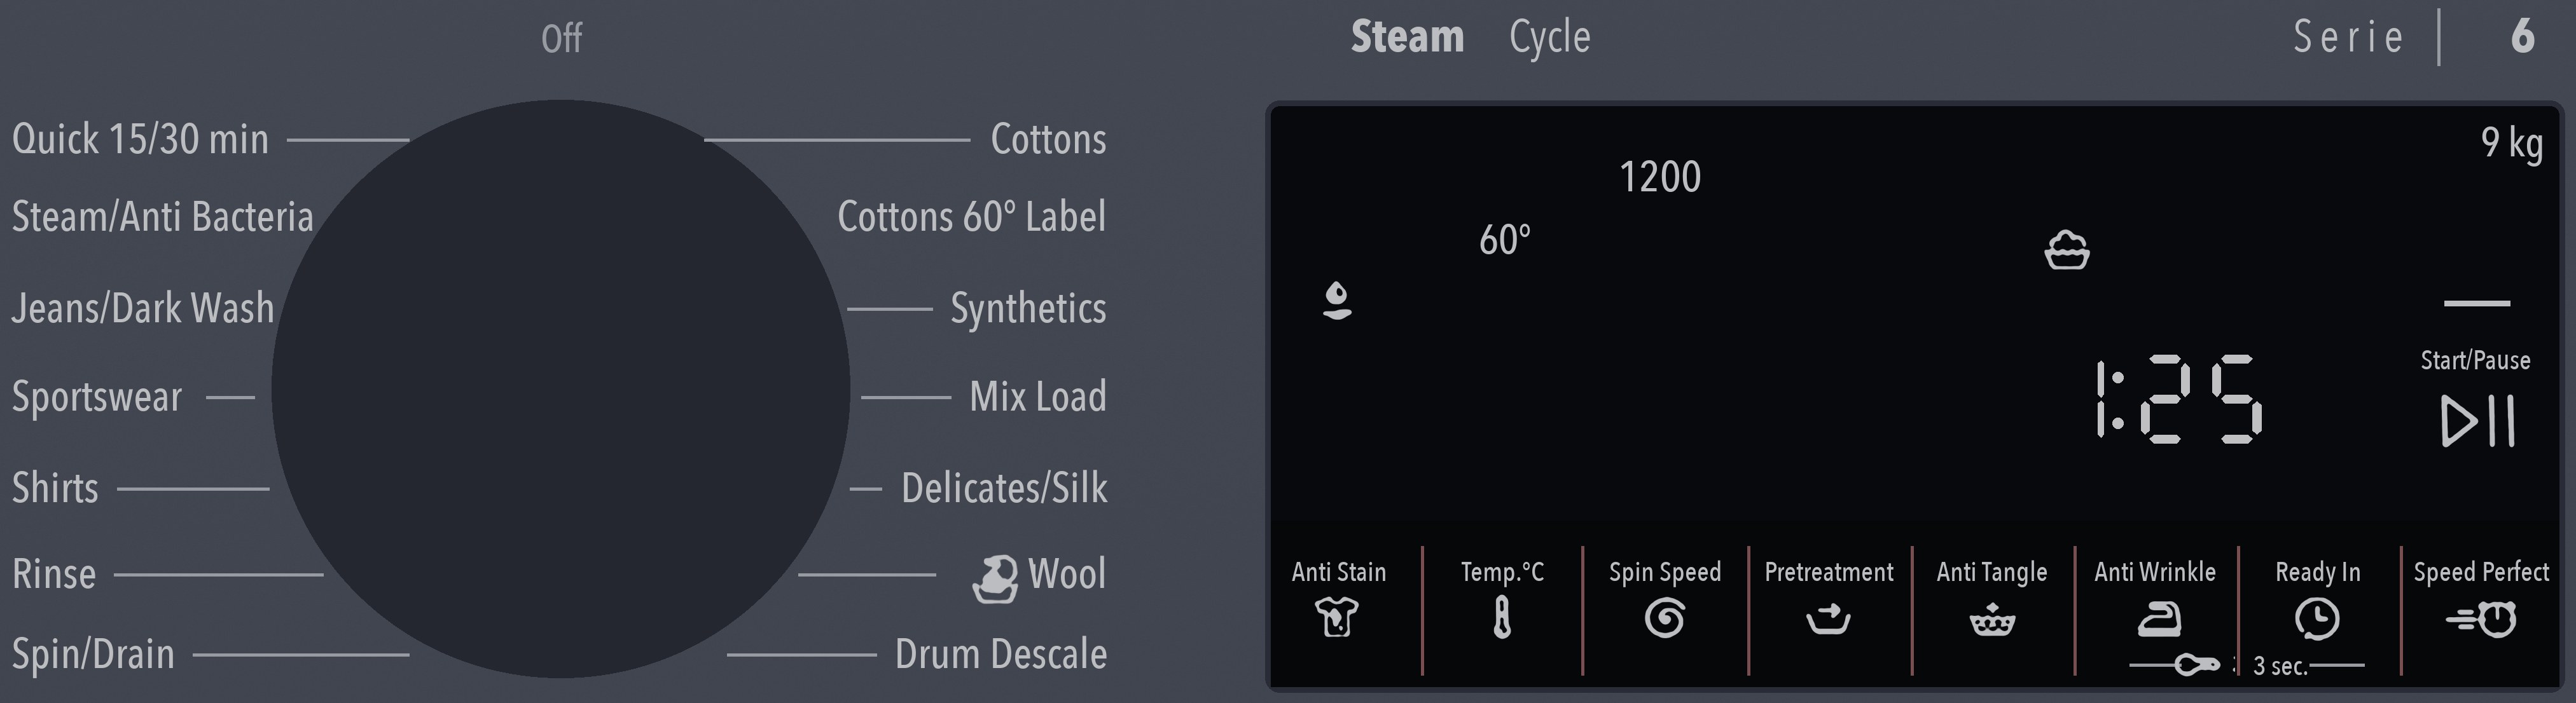 Off
Steam Cycle
Serie 6
Quick 15/30 min
Steam/Anti Bacteria
Jeans/Dark Wash
Sportswear
Shirts
Rinse
Spin/Drain
Cottons
Cottons 60° Label
Synthetics
Mix Load
Delicates/Silk
Wool
Drum Descale
9 kg
1200
60°
1:25
Start/Pause
Anti Stain
Temp.°C
Spin Speed
Pretreatment
Anti Tangle
Anti Wrinkle
Ready In
Speed Perfect
3 sec.